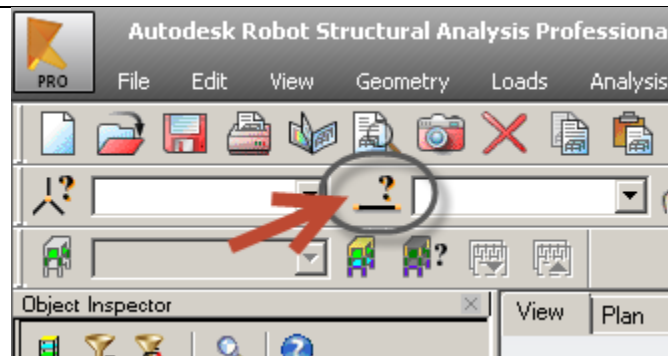 Autodesk Robot Structural Analysis Professiona
PRO
File Edit View Geometry Loads Analysis
?
?
?
Object Inspector
View Plan
?